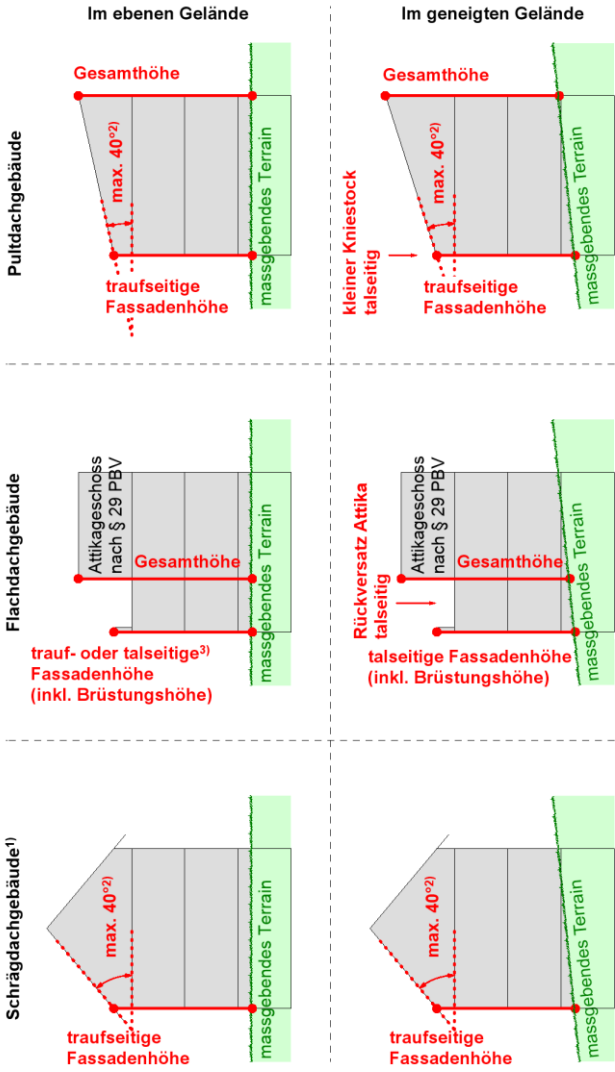 Im ebenen Gelände
Im geneigten Gelände
Pultdachgebäude
Gesamthöhe
max. 40°²⁾
traufseitige
Fassadenhöhe
massgebendes Terrain
Gesamthöhe
max. 40°²⁾
kleiner Kniestock
talseitig
traufseitige
Fassadenhöhe
massgebendes Terrain
Flachdachgebäude
Attikageschoss
nach § 29 PBV
Gesamthöhe
trauf- oder talseitige³⁾
Fassadenhöhe
(inkl. Brüstungshöhe)
massgebendes Terrain
Attikageschoss
nach § 29 PBV
Rückversatz Attika
talseitig
Gesamthöhe
talseitige Fassadenhöhe
(inkl. Brüstungshöhe)
massgebendes Terrain
Schrägdachgebäude¹⁾
max. 40°²⁾
traufseitige
Fassadenhöhe
massgebendes Terrain
max. 40°²⁾
traufseitige
Fassadenhöhe
massgebendes Terrain